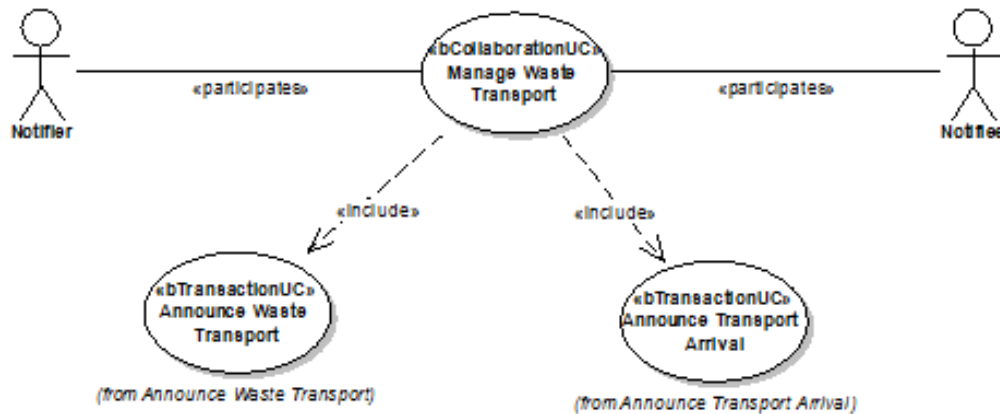 «bCollaborationUC»
Manage Waste
Transport
«participates»
«participates»
Notifier
Notifiee
«include»
«include»
«bTransactionUC»
Announce Waste
Transport
«bTransactionUC»
Announce Transport
Arrival
(from Announce Waste Transport)
(from Announce Transport Arrival)